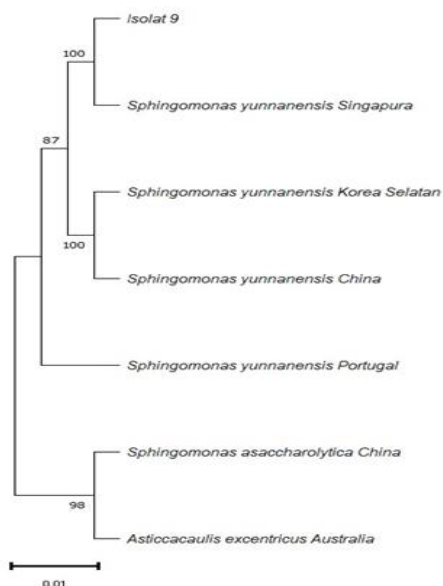 Isolat 9
100
Sphingomonas yunnanensis Singapura
87
Sphingomonas yunnanensis Korea Selatan
100
Sphingomonas yunnanensis China
Sphingomonas yunnanensis Portugal
Sphingomonas asaccharolytica China
98
Asticcacaulis excentricus Australia
0.01